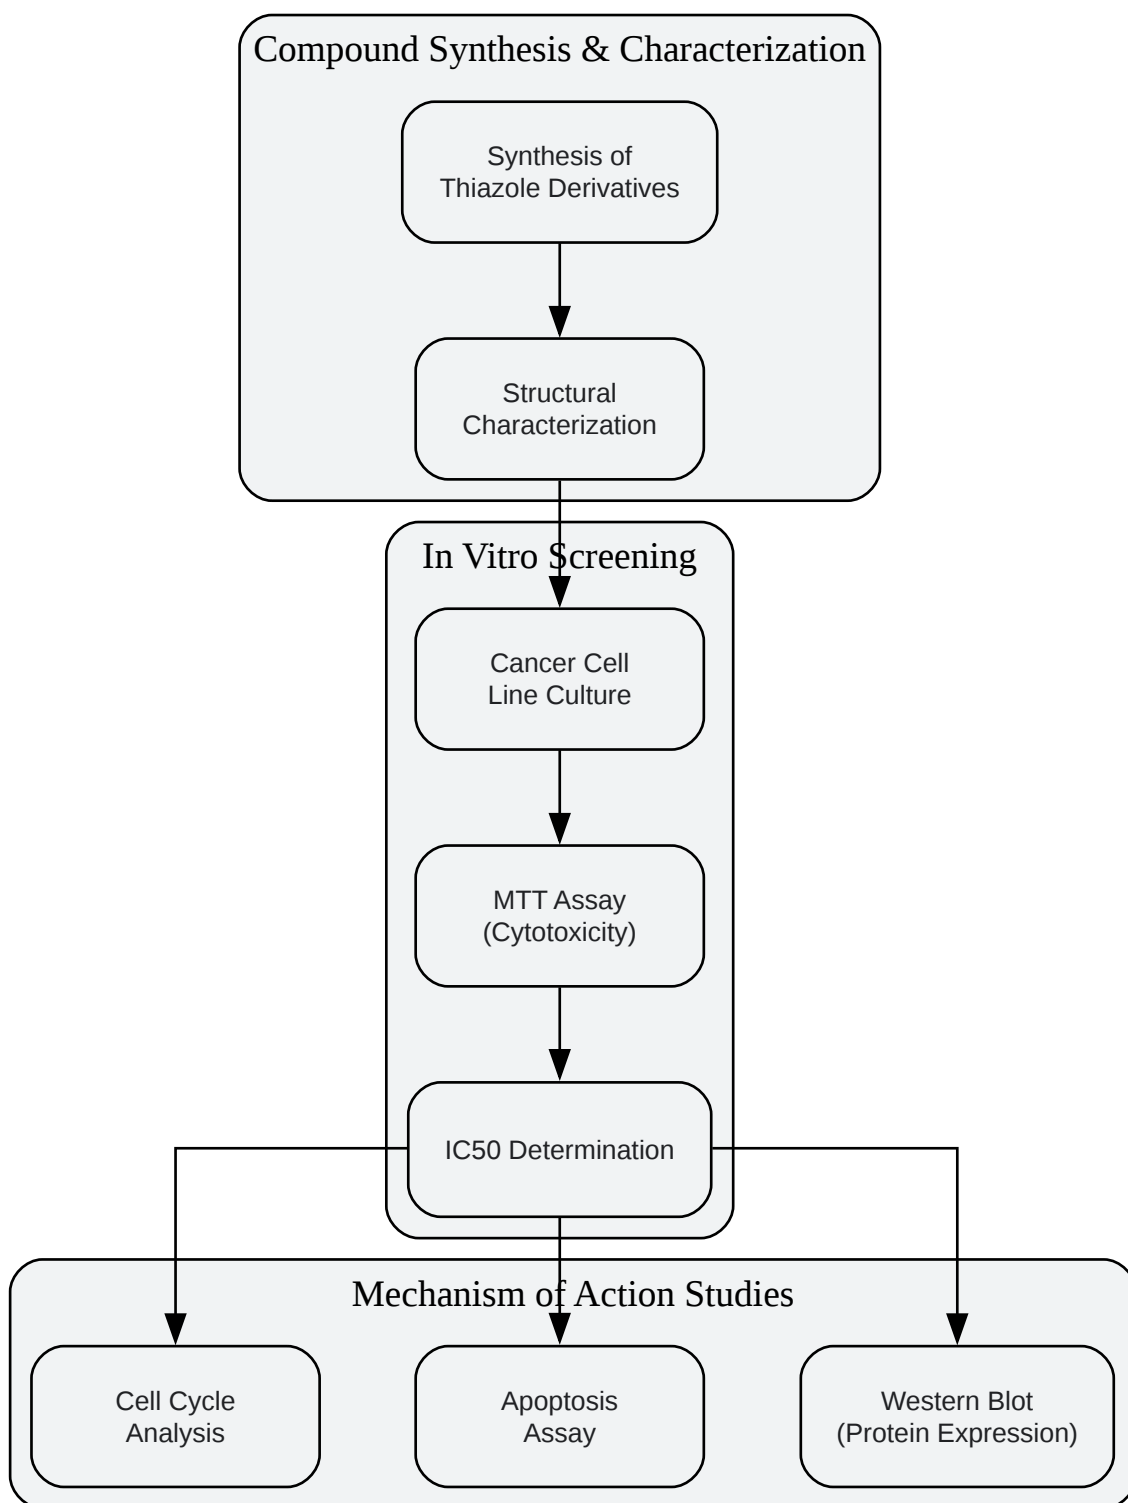 Compound Synthesis & Characterization
Synthesis of
Thiazole Derivatives
Structural
Characterization
In Vitro Screening
Cancer Cell
Line Culture
MTT Assay
(Cytotoxicity)
IC50 Determination
Mechanism of Action Studies
Cell Cycle
Analysis
Apoptosis
Assay
Western Blot
(Protein Expression)